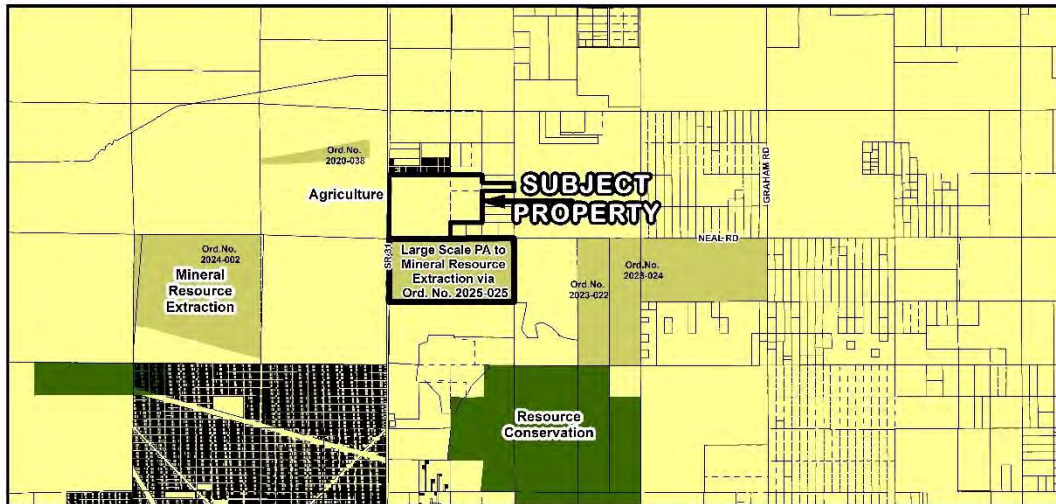 Ord.No.
2020-038
Agriculture
SUBJECT
PROPERTY
GRAHAM RD
NEAL RD
SR 31
Ord.No.
2024-002
Mineral
Resource
Extraction
Large Scale PA to
Mineral Resource
Extraction via
Ord. No. 2025-025
Ord.No.
2023-024
Ord.No.
2023-022
Resource
Conservation